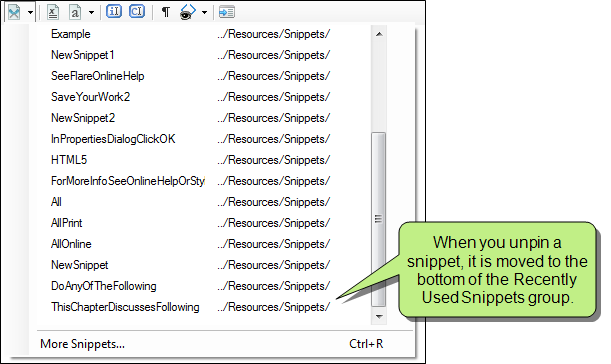 Example ../Resources/Snippets/
NewSnippet1 ../Resources/Snippets/
SeeFlareOnlineHelp ../Resources/Snippets/
SaveYourWork2 ../Resources/Snippets/
NewSnippet2 ../Resources/Snippets/
InPropertiesDialogClickOK ../Resources/Snippets/
HTML5 ../Resources/Snippets/
ForMoreInfoSeeOnlineHelpOrSty ../Resources/Snippets/
All ../Resources/Snippets/
AllPrint ../Resources/Snippets/
AllOnline ../Resources/Snippets/
NewSnippet ../Resources/Snippets/
DoAnyOfTheFollowing ../Resources/Snippets/
ThisChapterDiscussesFollowing ../Resources/Snippets/
More Snippets... Ctrl+R
When you unpin a
snippet, it is moved to the
bottom of the Recently
Used Snippets group.